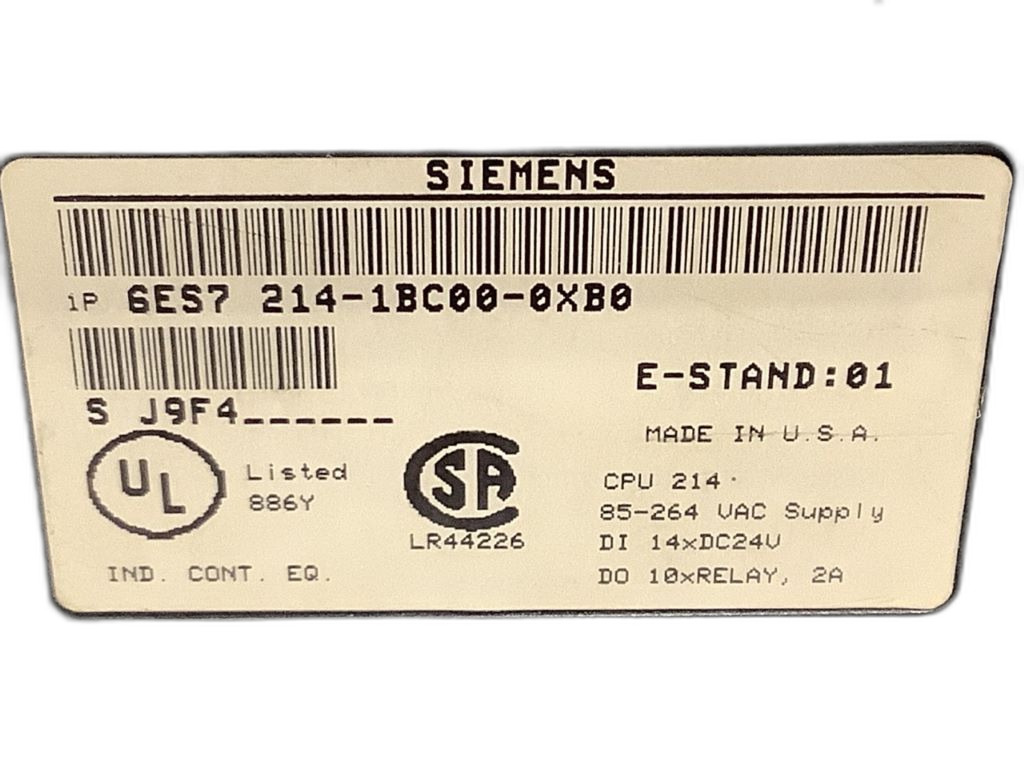 SIEMENS
1P 6ES7 214-1BC00-0XB0
E-STAND:01
S J9F4______
MADE IN U.S.A.
UL Listed
886Y
SA
LR44226
CPU 214
85-264 VAC Supply
DI 14xDC24V
DO 10xRELAY, 2A
IND. CONT. EQ.